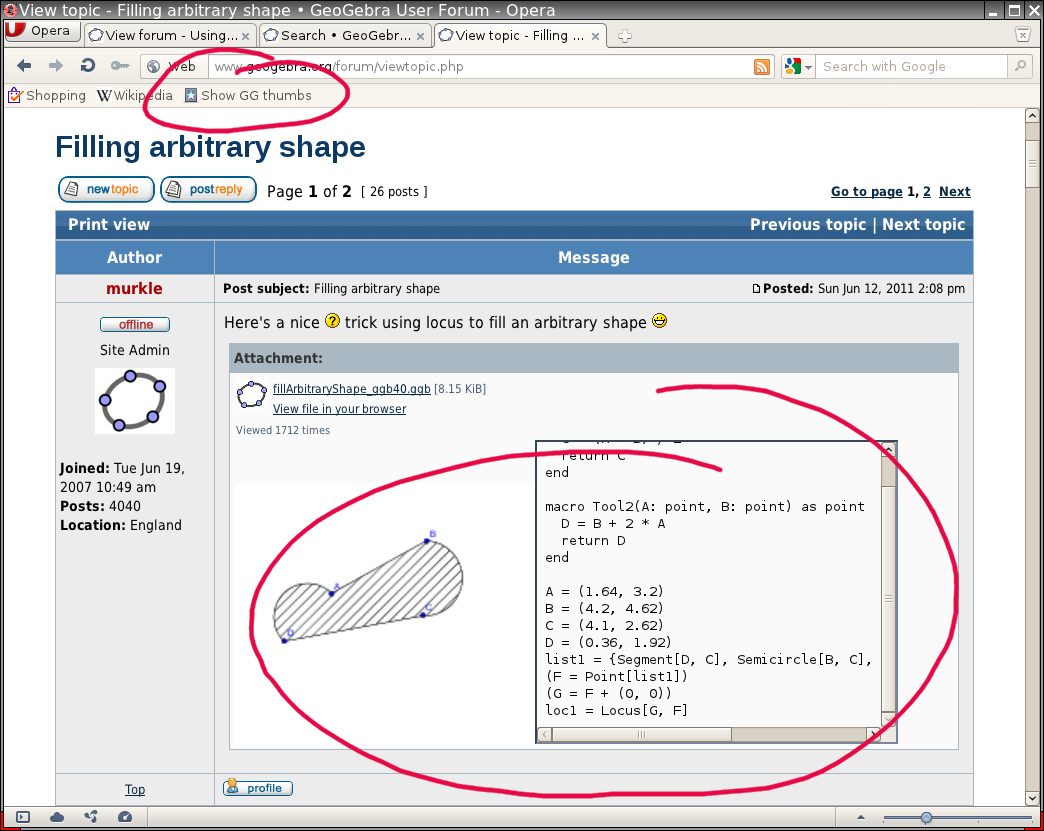 View topic - Filling arbitrary shape • GeoGebra User Forum - Opera
Opera
View forum - Using...
Search • GeoGebr...
View topic - Filling ...
Web
www.geogebra.org/forum/viewtopic.php
Search with Google
Shopping
Wikipedia
Show GG thumbs
Filling arbitrary shape
newtopic
postreply
Page 1 of 2 [ 26 posts ]
Go to page 1, 2 Next
Print view
Previous topic | Next topic
Author
Message
murkle
Post subject: Filling arbitrary shape
Posted: Sun Jun 12, 2011 2:08 pm
offline
Site Admin
Joined: Tue Jun 19,
2007 10:49 am
Posts: 4040
Location: England
Here's a nice ? trick using locus to fill an arbitrary shape
Attachment:
fillArbitraryShape_ggb40.ggb [8.15 KiB]
View file in your browser
Viewed 1712 times
B
A
C
D
return C
end
macro Tool2(A: point, B: point) as point
D = B + 2 * A
return D
end
A = (1.64, 3.2)
B = (4.2, 4.62)
C = (4.1, 2.62)
D = (0.36, 1.92)
list1 = {Segment[D, C], Semicircle[B, C],
(F = Point[list1])
(G = F + (0, 0))
loc1 = Locus[G, F]
Top
profile